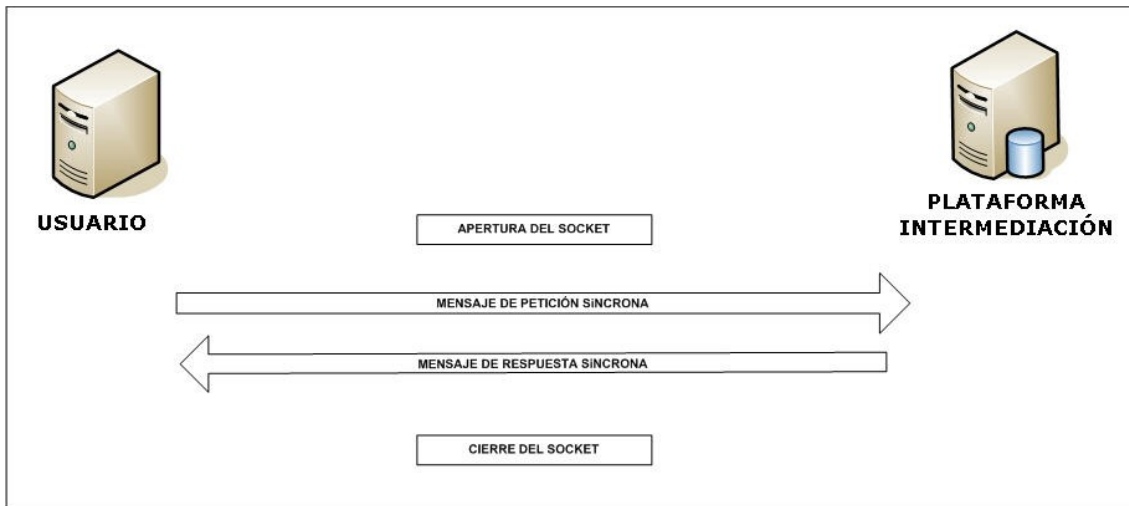 USUARIO
PLATAFORMA
INTERMEDIACIÓN
APERTURA DEL SOCKET
MENSAJE DE PETICIÓN SíNCRONA
MENSAJE DE RESPUESTA SíNCRONA
CIERRE DEL SOCKET